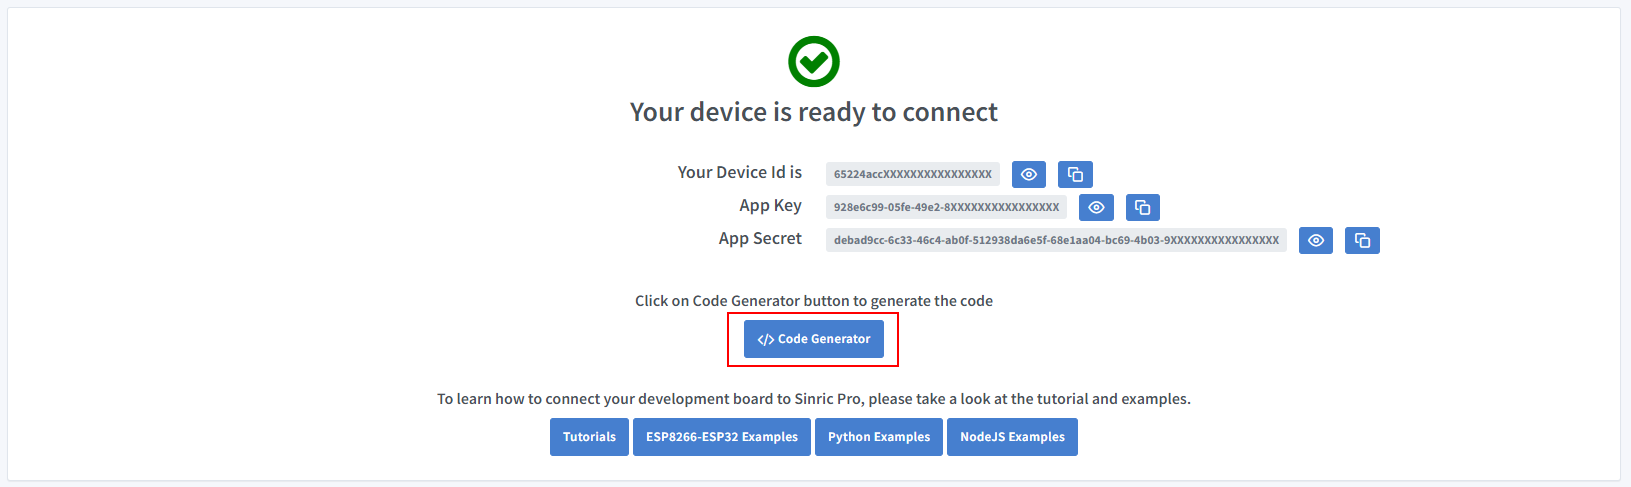 Your device is ready to connect
Your Device Id is 65224accXXXXXXXXXXXXXXXX
App Key 928e6c99-05fe-49e2-8XXXXXXXXXXXXXXXX
App Secret debad9cc-6c33-46c4-ab0f-512938da6e5f-68e1aa04-bc69-4b03-9XXXXXXXXXXXXXXXX
Click on Code Generator button to generate the code
</> Code Generator
To learn how to connect your development board to Sinric Pro, please take a look at the tutorial and examples.
Tutorials ESP8266-ESP32 Examples Python Examples NodeJS Examples